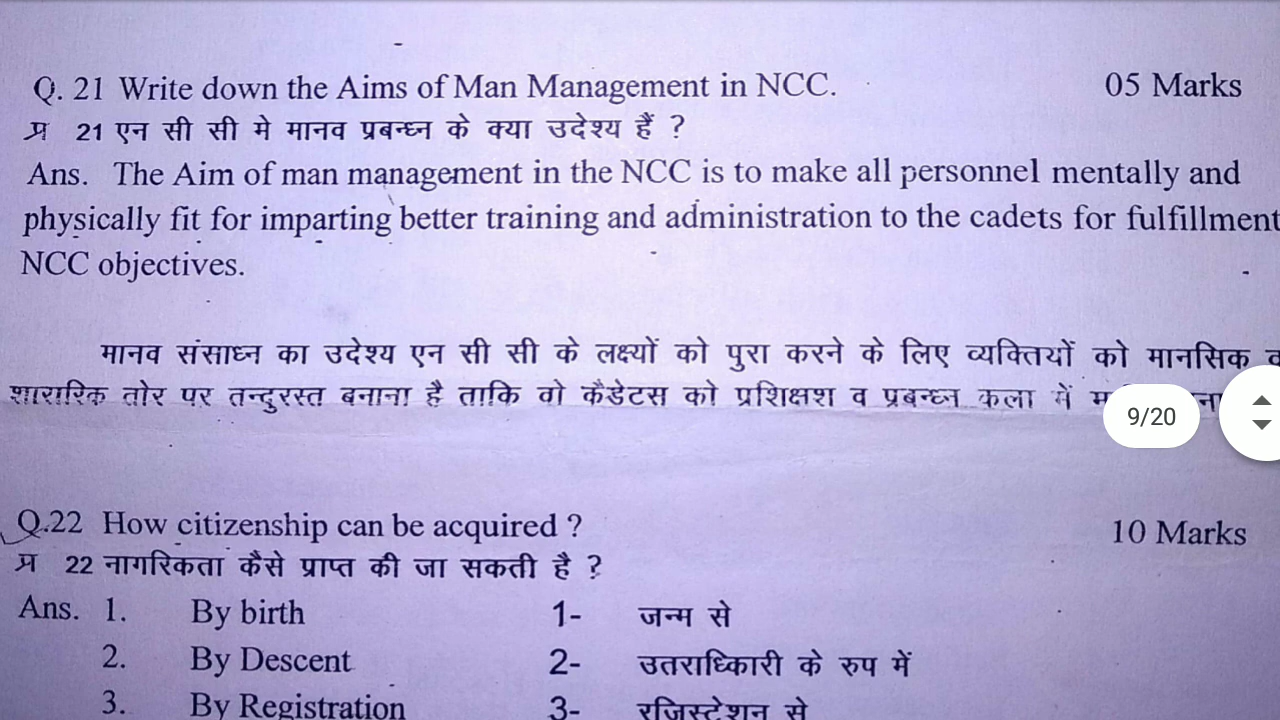 Q. 21 Write down the Aims of Man Management in NCC. 05 Marks
प्र 21 एन सी सी मे मानव प्रबन्ध्न के क्या उदेश्य हैं ?
Ans. The Aim of man management in the NCC is to make all personnel mentally and
physically fit for imparting better training and administration to the cadets for fulfillment
NCC objectives.
मानव संसाध्न का उदेश्य एन सी सी के लक्ष्यों को पुरा करने के लिए व्यक्तियों को मानसिक व
शारारिक तोर पर तन्दुरस्त बनाना है ताकि वो कैडेटस को प्रशिक्षश व प्रबन्ध्न कला में
9/20
Q.22 How citizenship can be acquired ? 10 Marks
प्र 22 नागरिकता कैसे प्राप्त की जा सकती है ?
Ans. 1. By birth 1- जन्म से
2. By Descent 2- उतराध्किारी के रुप में
3. By Registration 3- रजिस्टेशन से